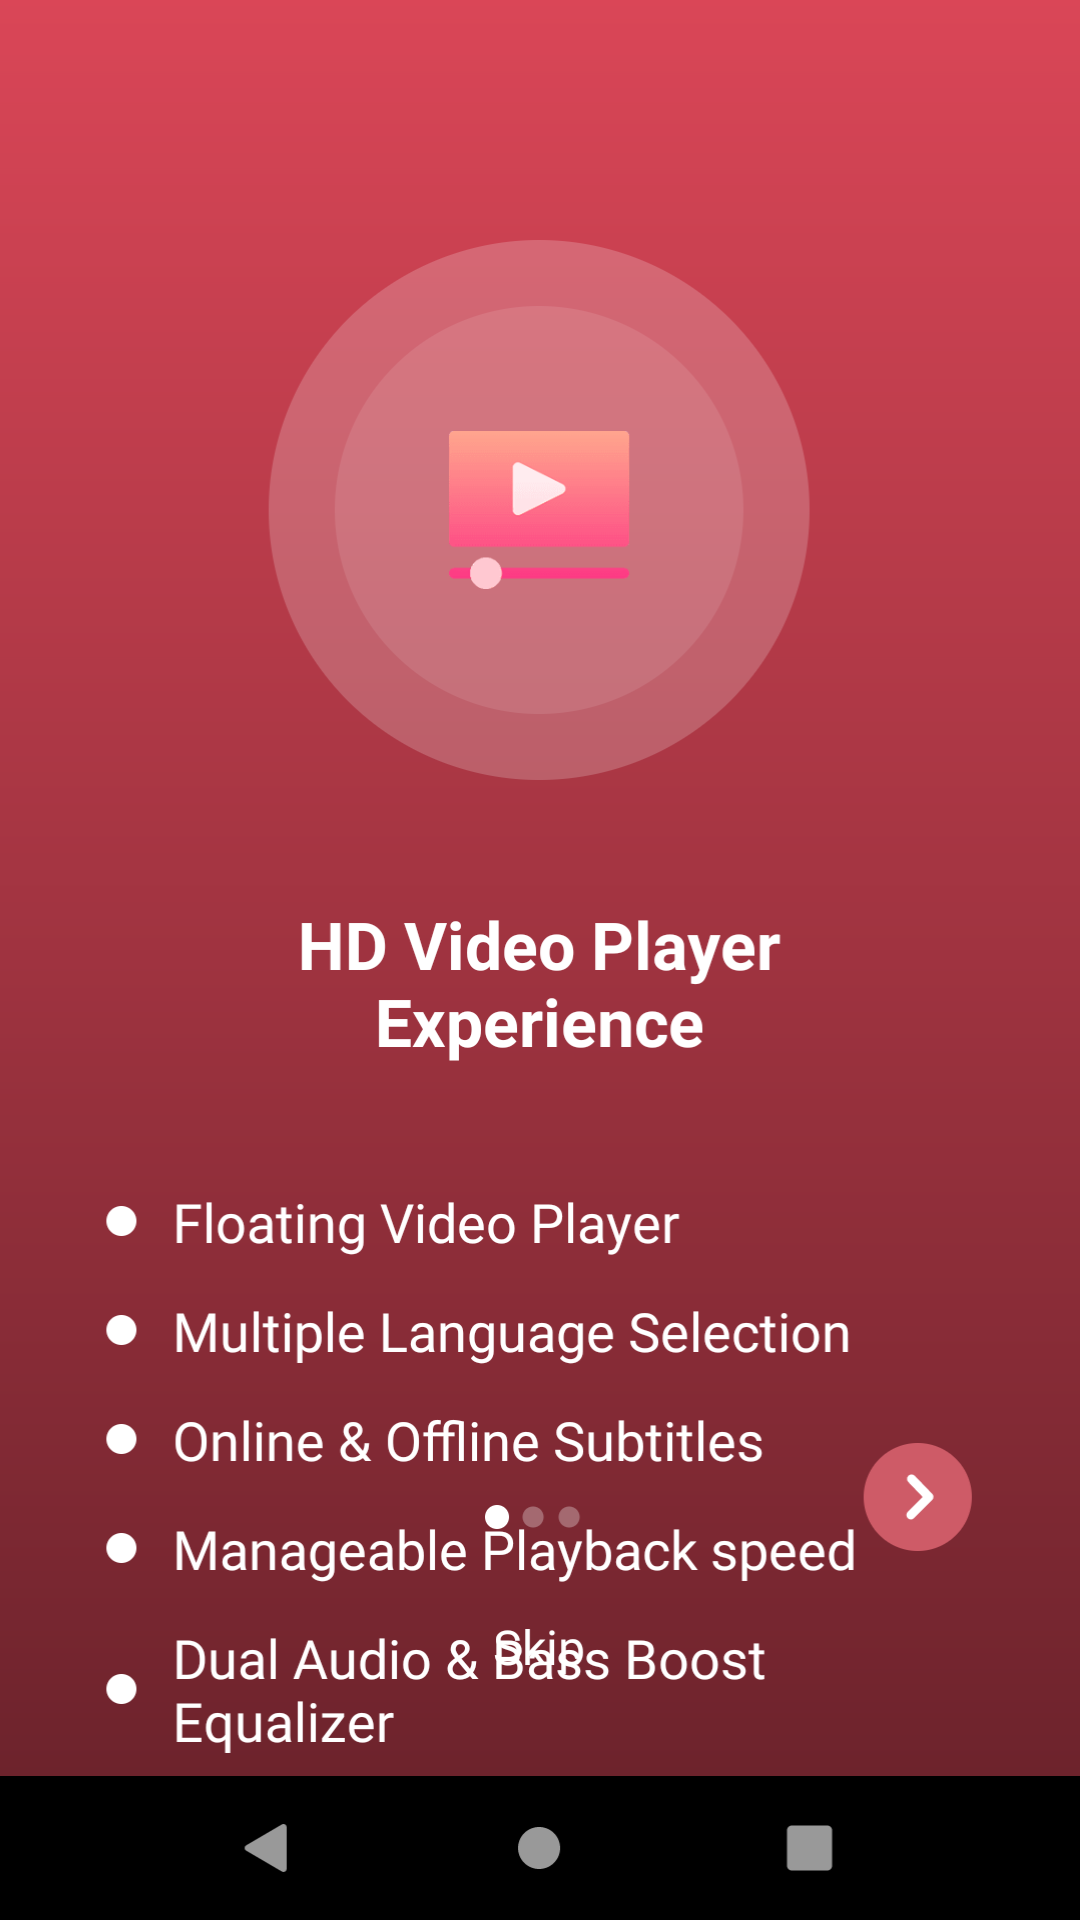 HD Video Player
Experience
Floating Video Player
Multiple Language Selection
Online & Offline Subtitles
Manageable Playback speed
Skip
Dual Audio & Bass Boost
Equalizer